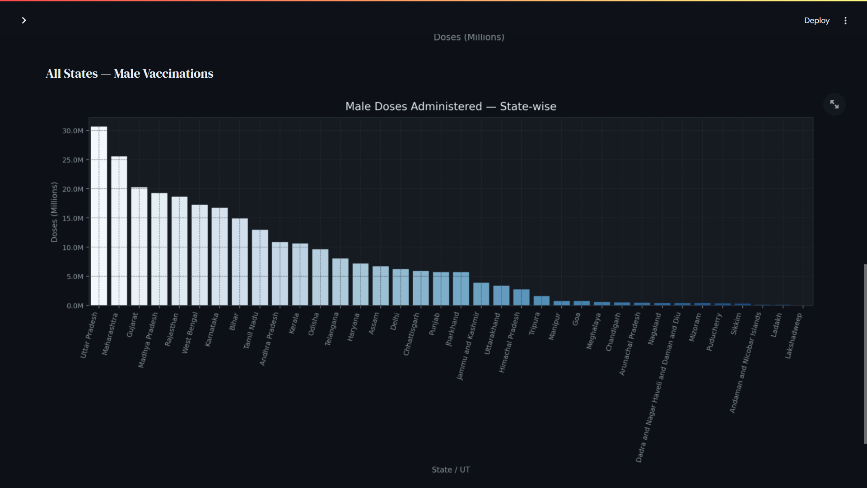 Deploy
Doses (Millions)
All States — Male Vaccinations
Male Doses Administered — State-wise
Doses (Millions)
30.0M
25.0M
20.0M
15.0M
10.0M
5.0M
0.0M
Uttar Pradesh
Maharashtra
Gujarat
Madhya Pradesh
Rajasthan
West Bengal
Karnataka
Bihar
Tamil Nadu
Andhra Pradesh
Kerala
Odisha
Telangana
Haryana
Assam
Delhi
Chhattisgarh
Punjab
Jharkhand
Jammu and Kashmir
Uttarakhand
Himachal Pradesh
Tripura
Manipur
Goa
Meghalaya
Chandigarh
Arunachal Pradesh
Nagaland
Dadra and Nagar Haveli and Daman and Diu
Mizoram
Puducherry
Sikkim
Andaman and Nicobar Islands
Ladakh
Lakshadweep
State / UT